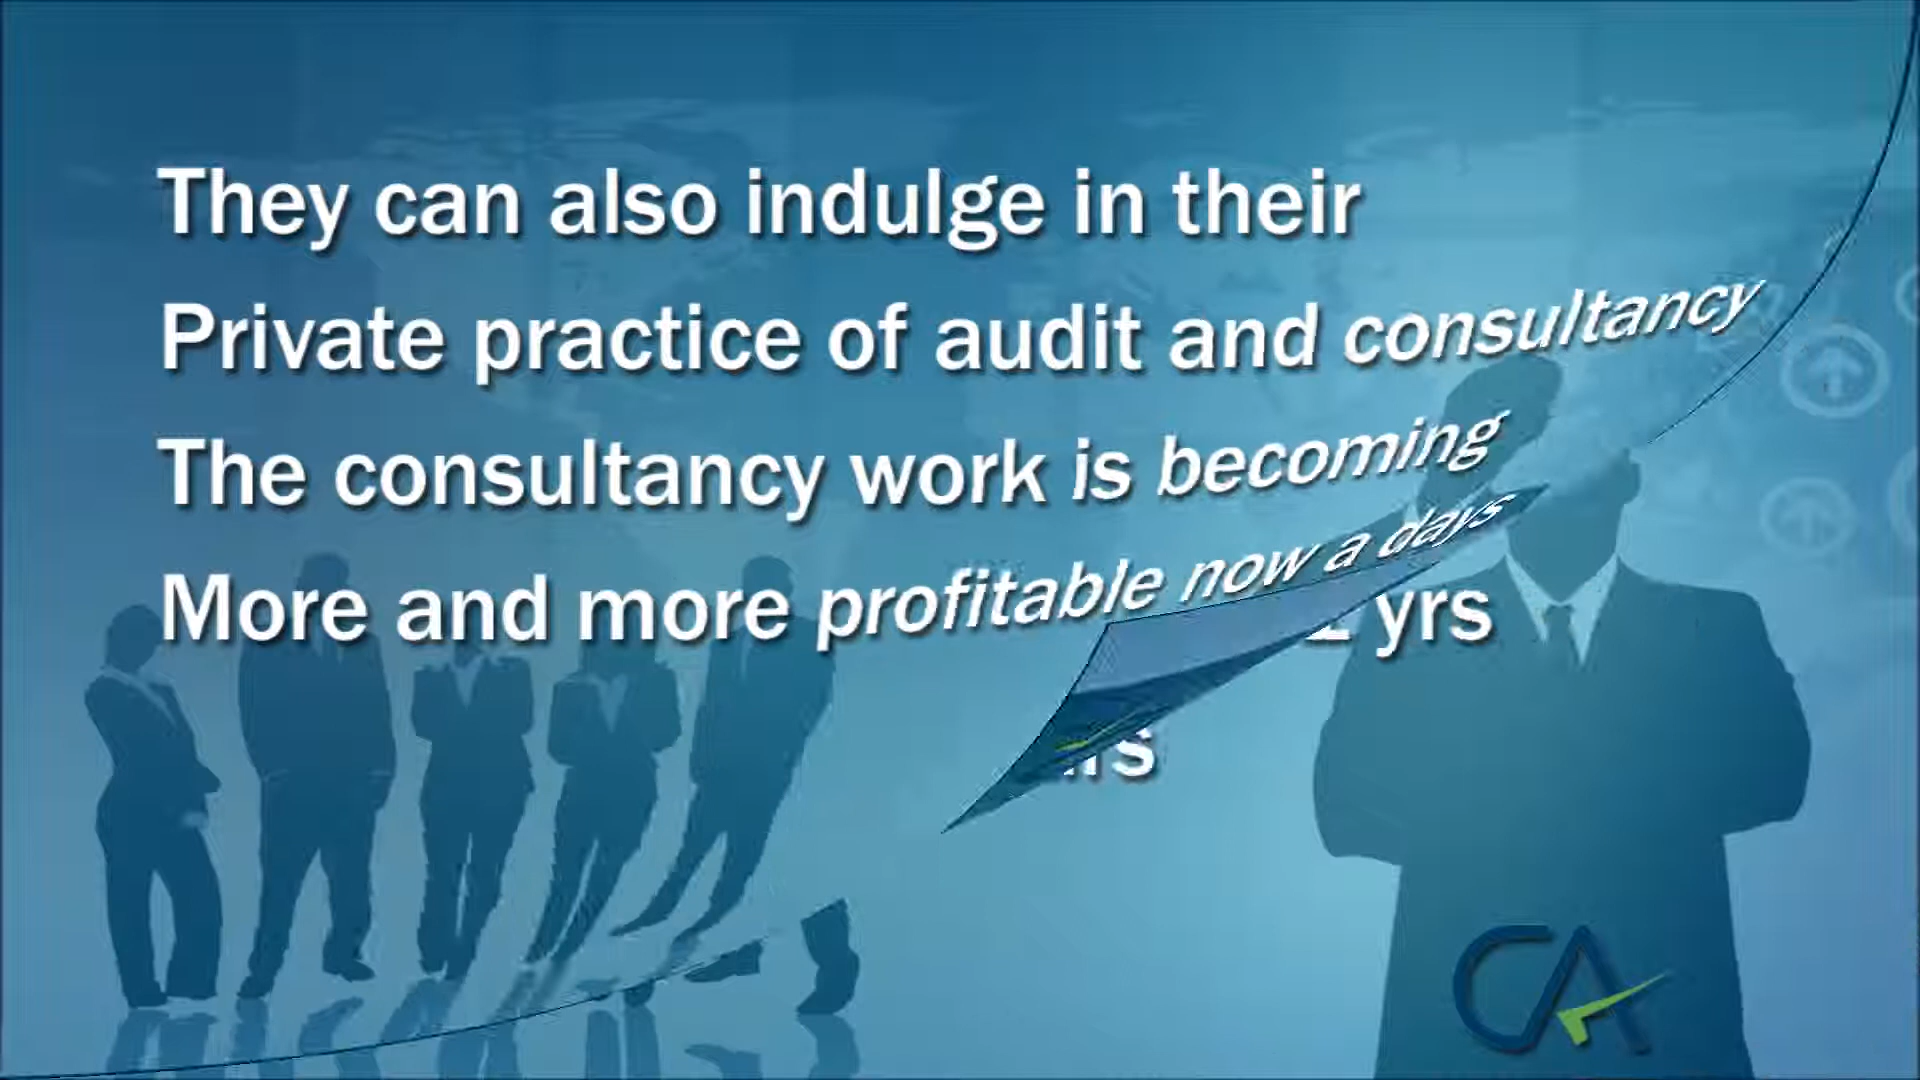 They can also indulge in their
Private practice of audit and consultancy
The consultancy work is becoming
More and more profitable now a days
yrs
CA